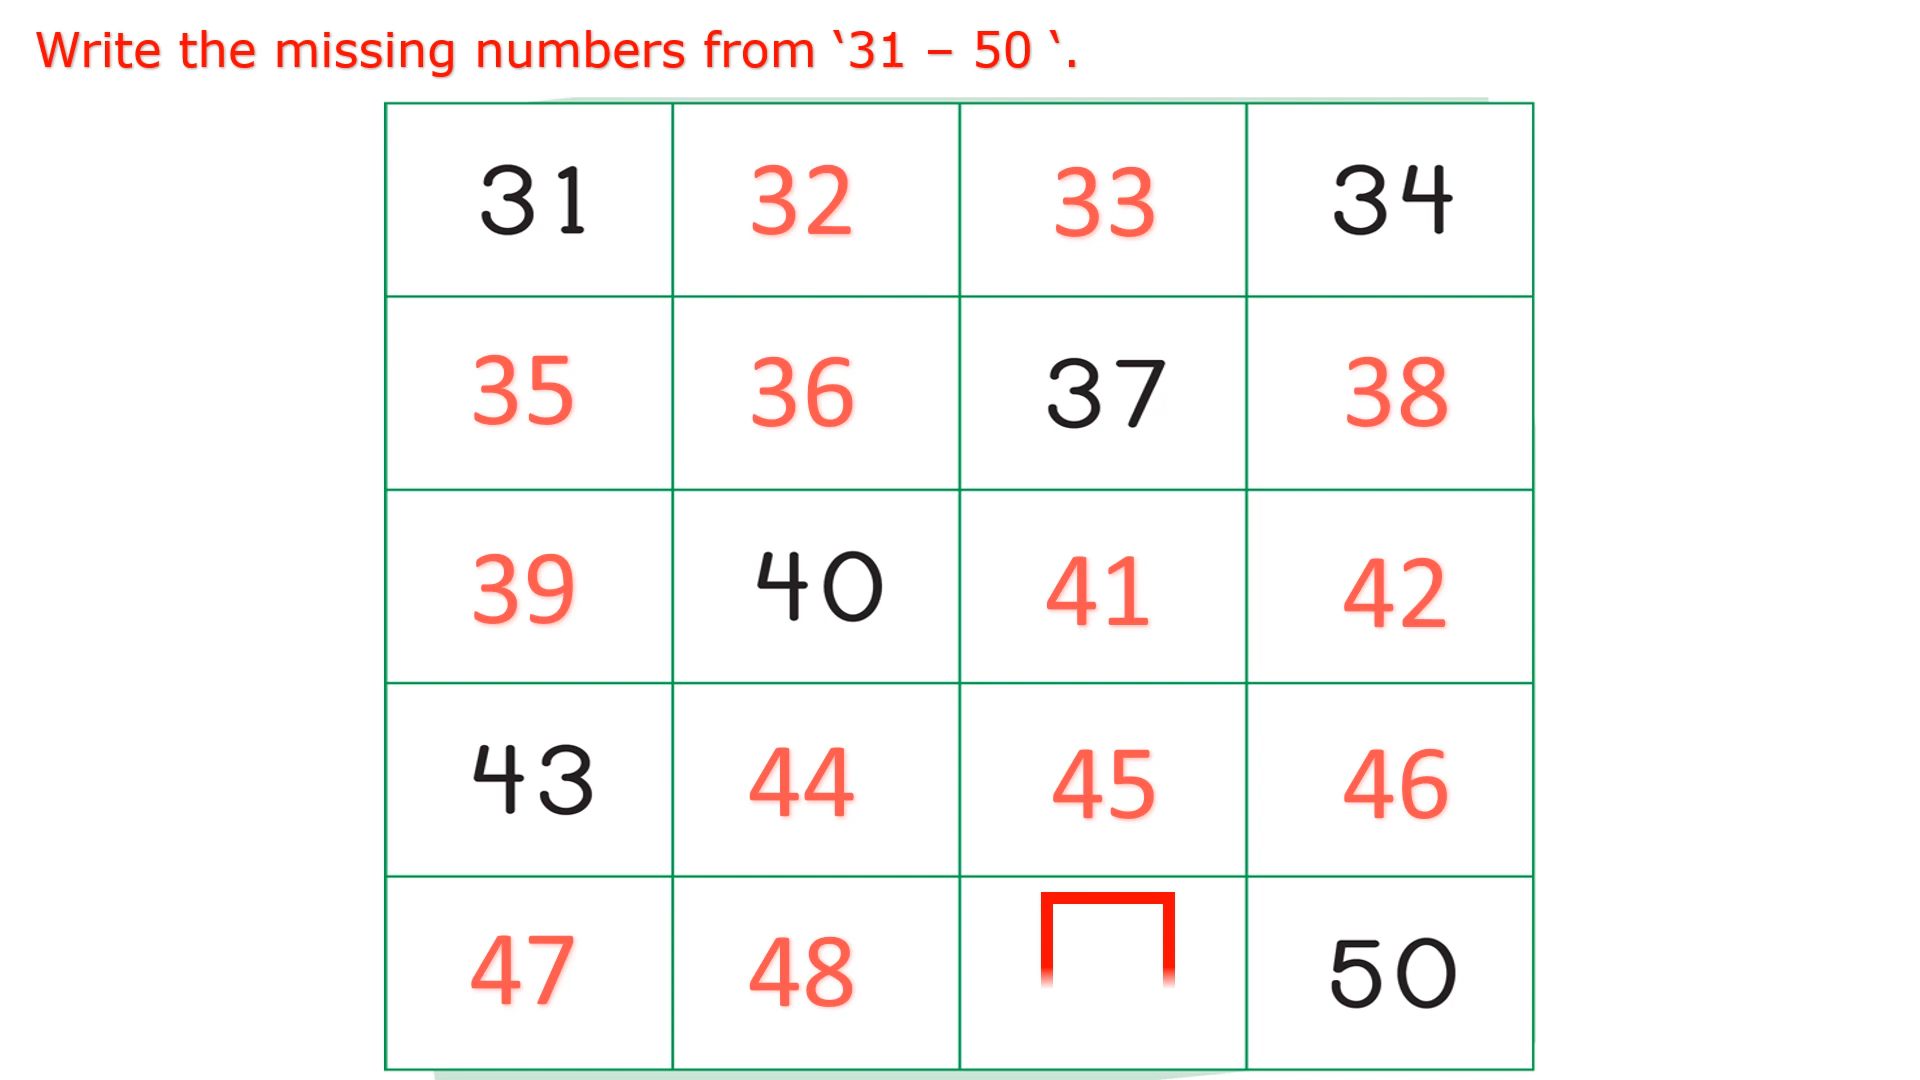 Write the missing numbers from ‘31 – 50 ‘.
31 32 33 34
35 36 37 38
39 40 41 42
43 44 45 46
47 48 50